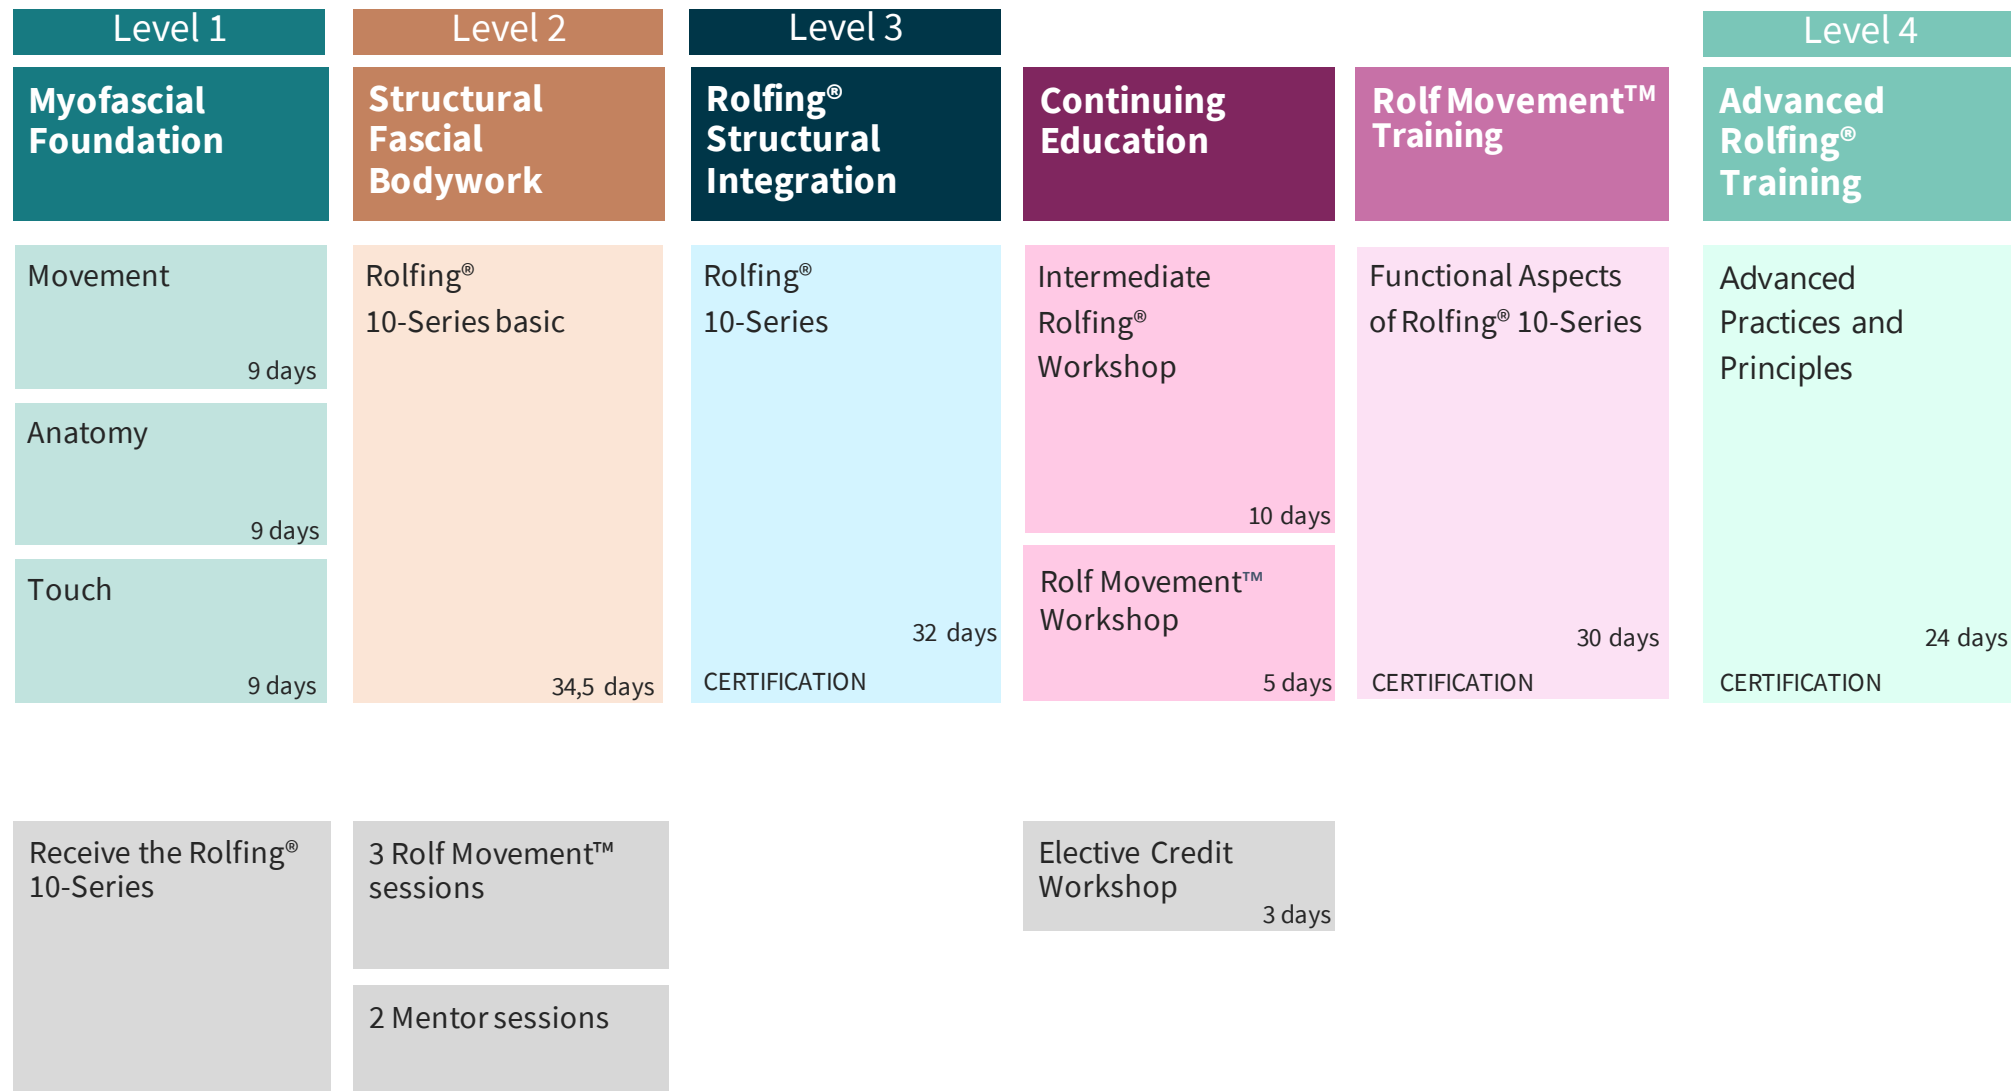 Level 1
Myofascial
Foundation
Movement
9 days
Anatomy
9 days
Touch
9 days
Receive the Rolfing®
10-Series
Level 2
Structural
Fascial
Bodywork
Rolfing®
10-Series basic
34,5 days
3 Rolf Movement™
sessions
2 Mentor sessions
Level 3
Rolfing®
Structural
Integration
Rolfing®
10-Series
32 days
CERTIFICATION
Continuing
Education
Intermediate
Rolfing®
Workshop
10 days
Rolf Movement™
Workshop
5 days
Elective Credit
Workshop
3 days
Rolf Movement™
Training
Functional Aspects
of Rolfing® 10-Series
30 days
CERTIFICATION
Level 4
Advanced
Rolfing®
Training
Advanced
Practices and
Principles
24 days
CERTIFICATION